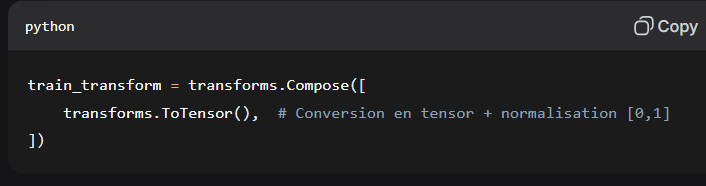 python
Copy
train_transform = transforms.Compose([
    transforms.ToTensor(),  # Conversion en tensor + normalisation [0,1]
])